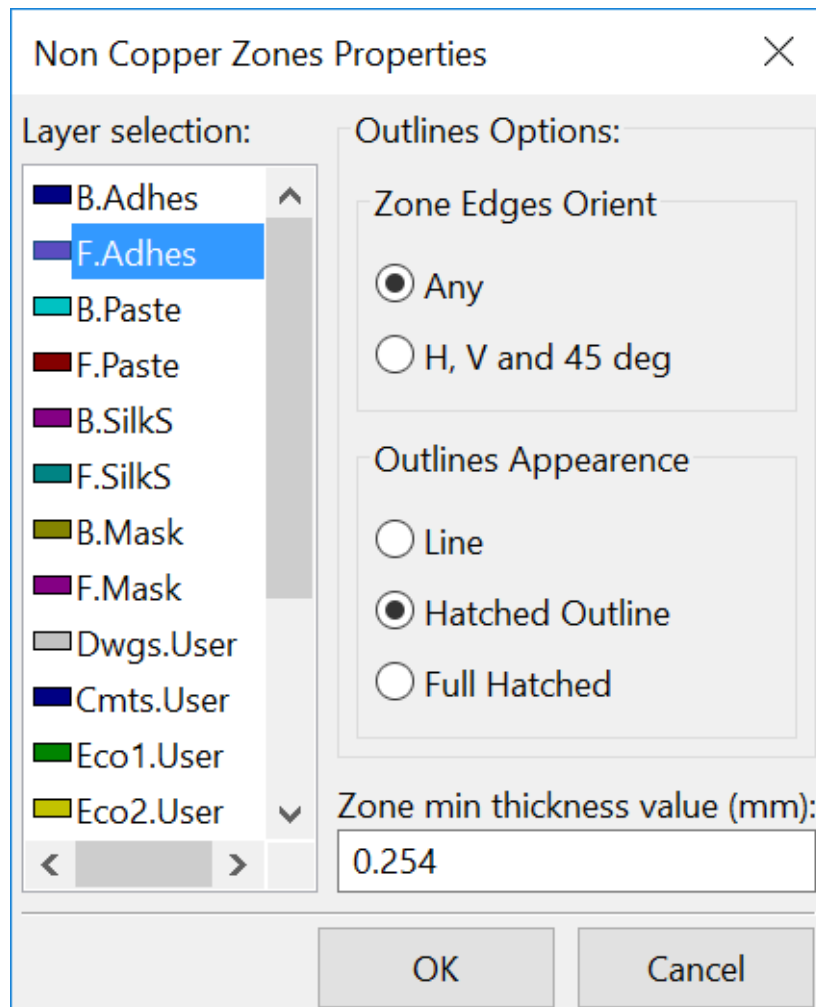 Non Copper Zones Properties
Layer selection:
B.Adhes
F.Adhes
B.Paste
F.Paste
B.SilkS
F.SilkS
B.Mask
F.Mask
Dwgs.User
Cmts.User
Eco1.User
Eco2.User
Outlines Options:
Zone Edges Orient
Any
H, V and 45 deg
Outlines Appearence
Line
Hatched Outline
Full Hatched
Zone min thickness value (mm):
0.254
OK
Cancel